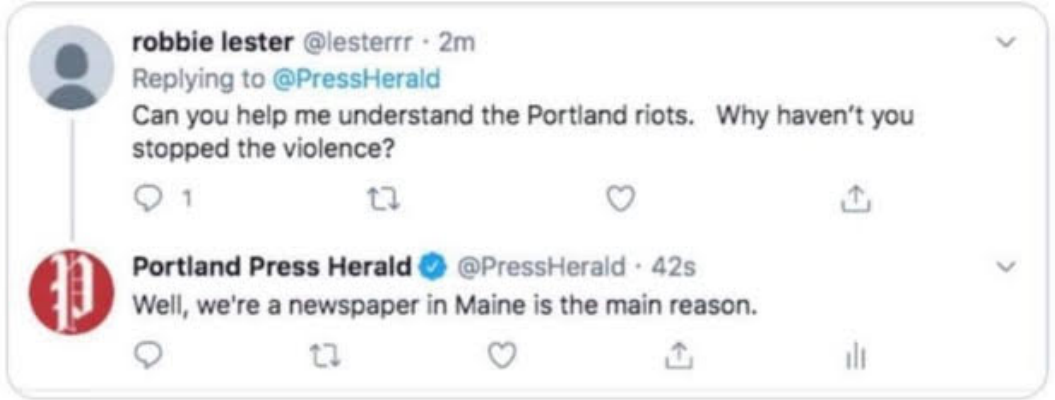 robbie lester @lesterrr · 2m
Replying to @PressHerald
Can you help me understand the Portland riots.   Why haven't you
stopped the violence?
1
Portland Press Herald @PressHerald · 42s
Well, we're a newspaper in Maine is the main reason.